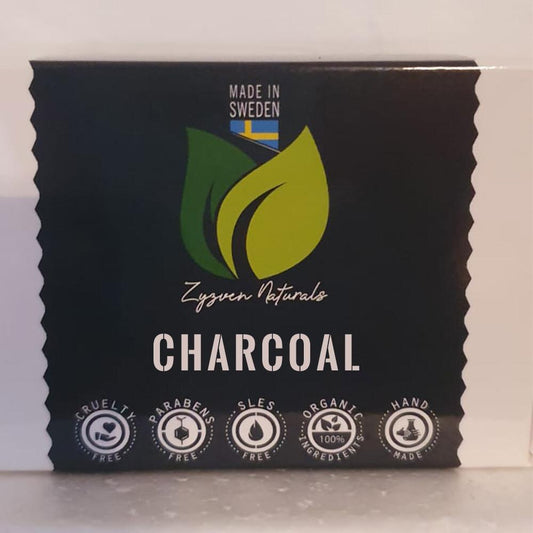 MADE IN
SWEDEN
Zyzven Naturals
CHARCOAL
CRUELTY
FREE
PARABENS
FREE
SLES
FREE
ORGANIC
100%
INGREDIENTS
HAND
MADE